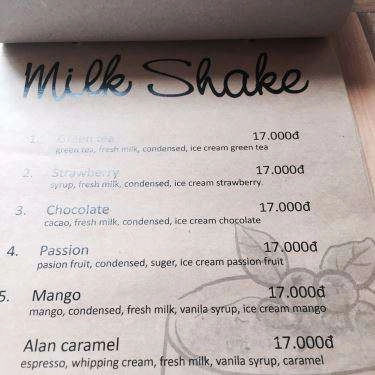 Milk Shake
1. Green tea 17.000đ
green tea, fresh milk, condensed, ice cream green tea
2. Strawberry 17.000đ
syrup, fresh milk, condensed, ice cream strawberry
3. Chocolate 17.000đ
cacao, fresh milk, condensed, ice cream chocolate
4. Passion 17.000đ
pasion fruit, condensed, suger, ice cream passion fruit
5. Mango 17.000đ
mango, condensed, fresh milk, vanila syrup, ice cream mango
Alan caramel 17.000đ
espresso, whipping cream, fresh milk, vanila syrup, caramel